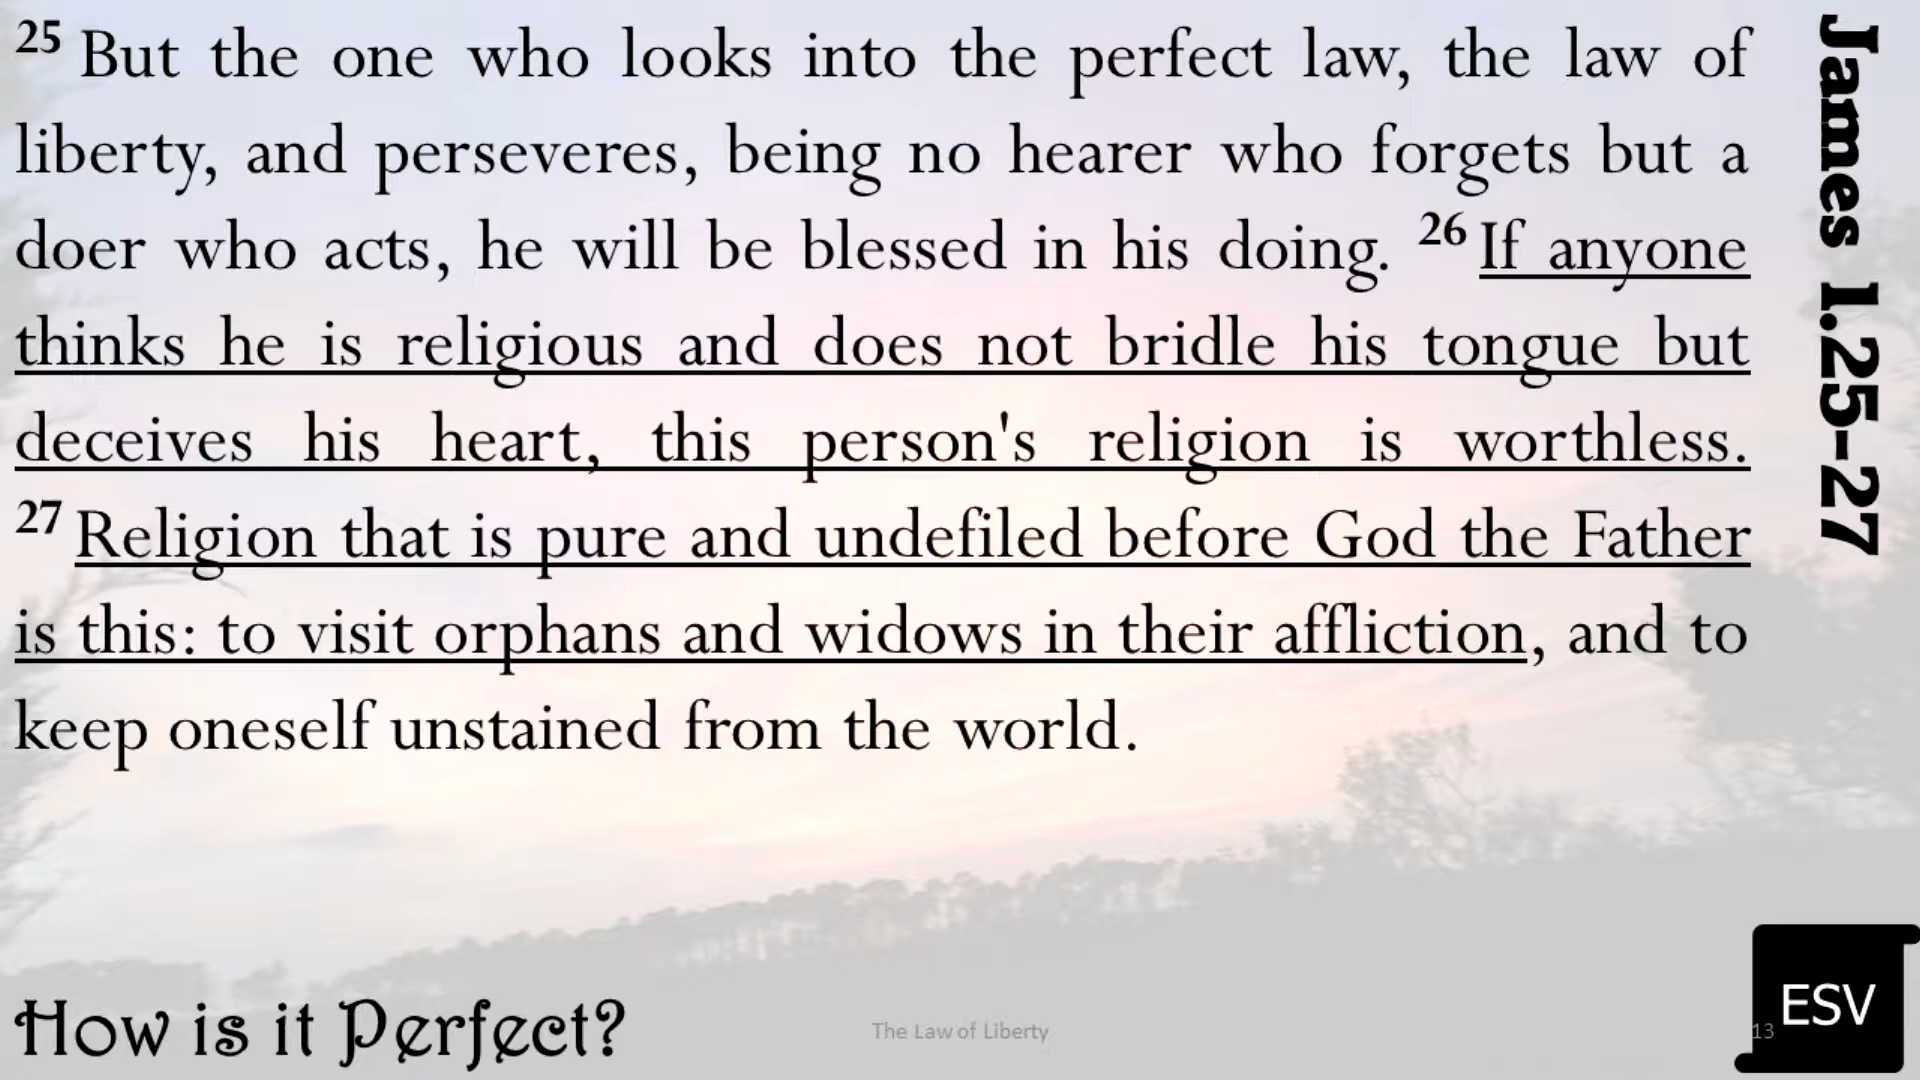 25 But the one who looks into the perfect law, the law of
liberty, and perseveres, being no hearer who forgets but a
doer who acts, he will be blessed in his doing. 26 If anyone
thinks he is religious and does not bridle his tongue but
deceives his heart, this person's religion is worthless.
27 Religion that is pure and undefiled before God the Father
is this: to visit orphans and widows in their affliction, and to
keep oneself unstained from the world.
James 1.25-27
How is it Perfect?
The Law of Liberty
13
ESV